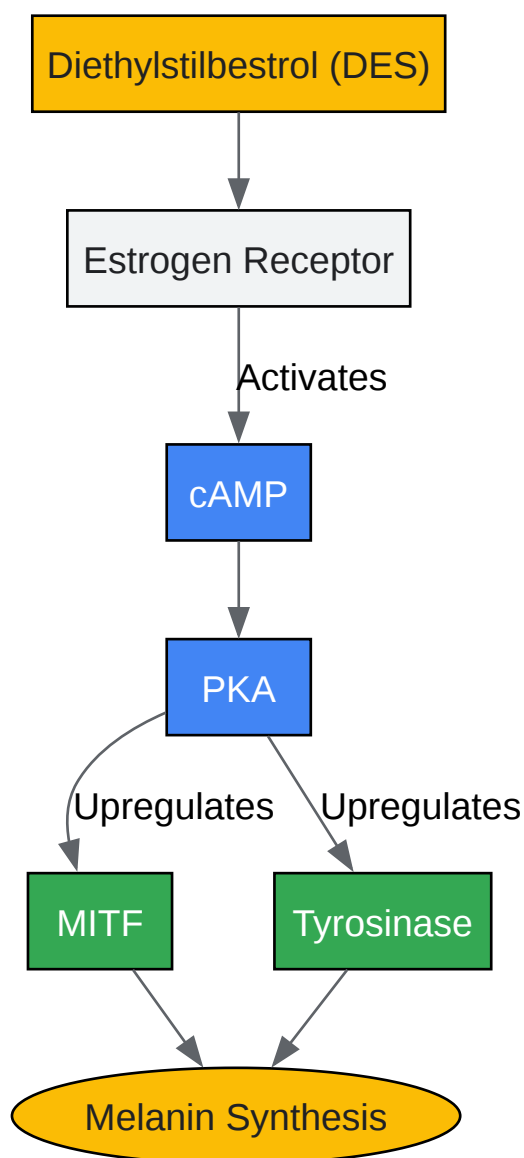 Diethylstilbestrol (DES)
Estrogen Receptor
Activates
cAMP
PKA
Upregulates
Upregulates
MITF
Tyrosinase
Melanin Synthesis